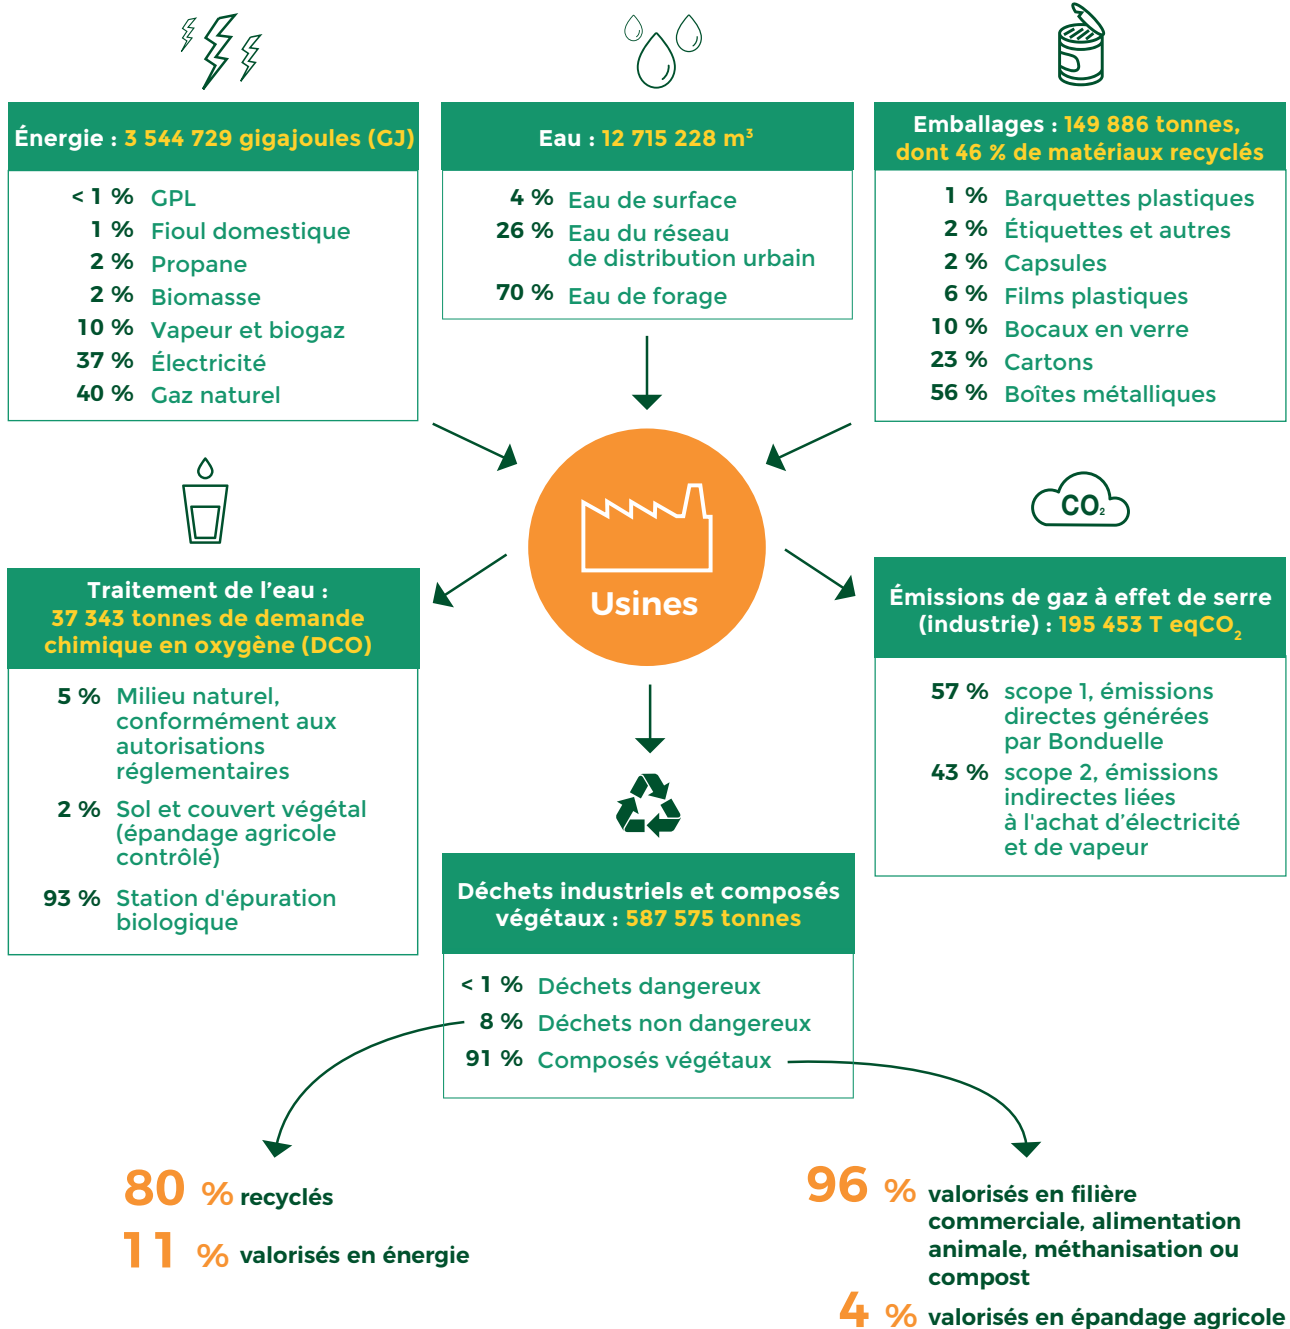 Énergie : 3 544 729 gigajoules (GJ)
< 1 % GPL
1 % Fioul domestique
2 % Propane
2 % Biomasse
10 % Vapeur et biogaz
37 % Électricité
40 % Gaz naturel
Eau : 12 715 228 m³
4 % Eau de surface
26 % Eau du réseau
de distribution urbain
70 % Eau de forage
Emballages : 149 886 tonnes,
dont 46 % de matériaux recyclés
1 % Barquettes plastiques
2 % Étiquettes et autres
2 % Capsules
6 % Films plastiques
10 % Bocaux en verre
23 % Cartons
56 % Boîtes métalliques
Usines
Traitement de l’eau :
37 343 tonnes de demande
chimique en oxygène (DCO)
5 % Milieu naturel,
conformément aux
autorisations
réglementaires
2 % Sol et couvert végétal
(épandage agricole
contrôlé)
93 % Station d'épuration
biologique
CO₂
Émissions de gaz à effet de serre
(industrie) : 195 453 T eqCO₂
57 % scope 1, émissions
directes générées
par Bonduelle
43 % scope 2, émissions
indirectes liées
à l'achat d’électricité
et de vapeur
Déchets industriels et composés
végétaux : 587 575 tonnes
< 1 % Déchets dangereux
8 % Déchets non dangereux
91 % Composés végétaux
80 % recyclés
11 % valorisés en énergie
96 % valorisés en filière
commerciale, alimentation
animale, méthanisation ou
compost
4 % valorisés en épandage agricole